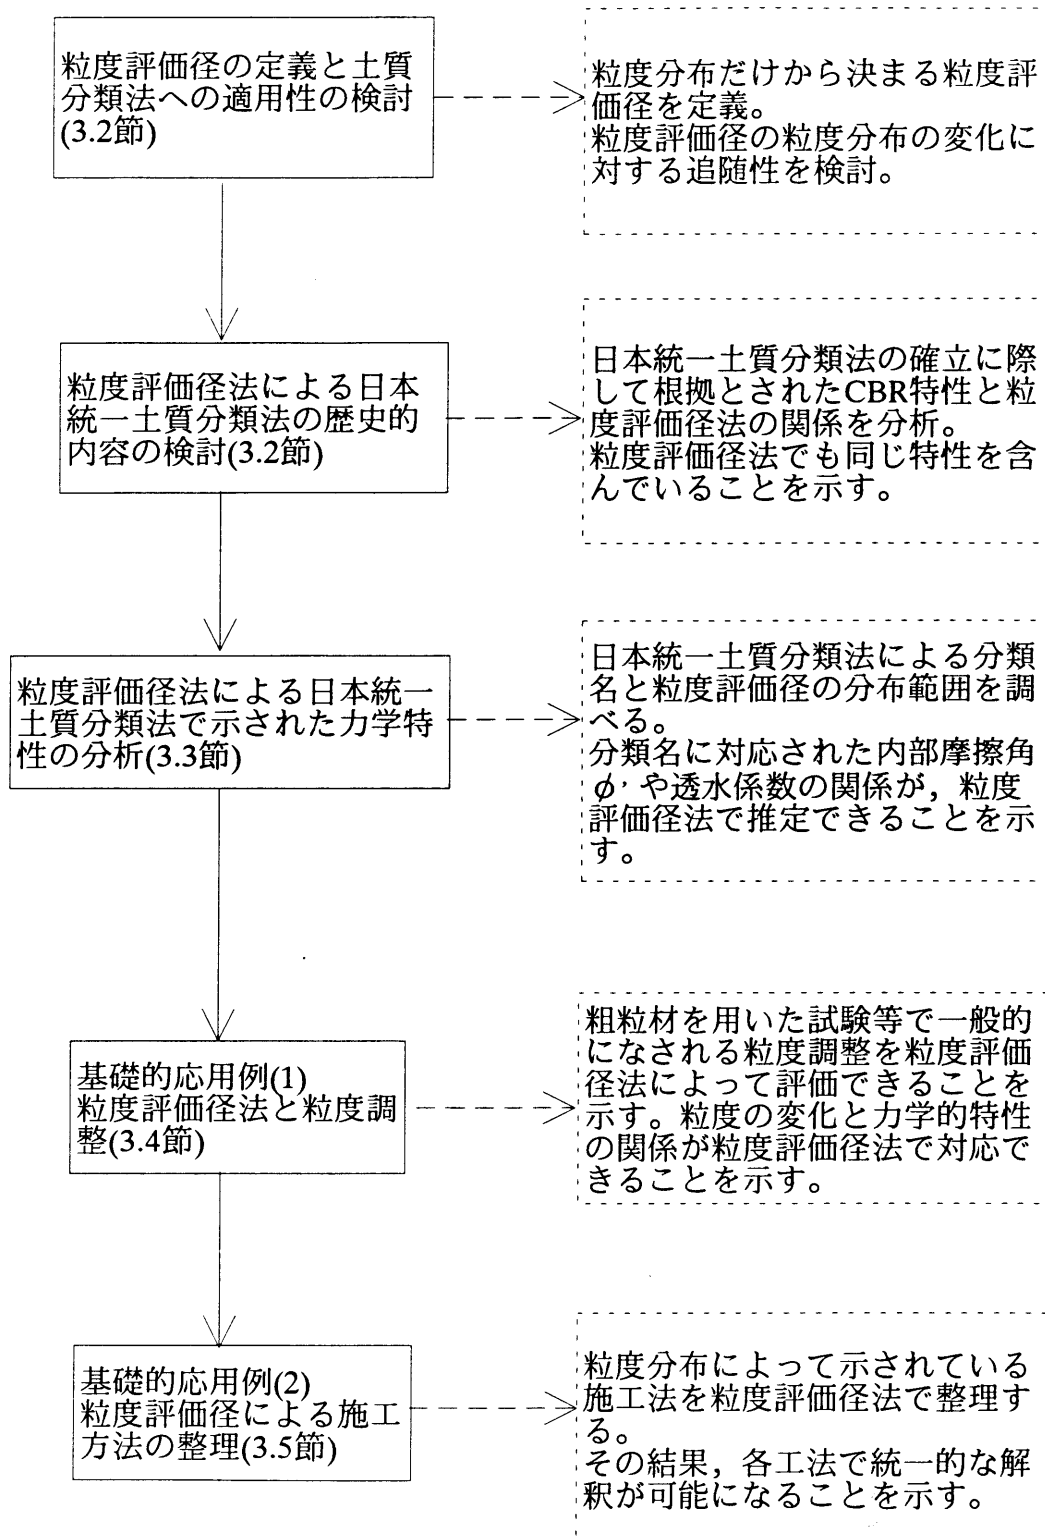 粒度評価径の定義と土質
分類法への適用性の検討
(3.2節)
粒度分布だけから決まる粒度評
価径を定義。
粒度評価径の粒度分布の変化に
対する追随性を検討。
粒度評価径法による日本
統一土質分類法の歴史的
内容の検討(3.2節)
日本統一土質分類法の確立に際
して根拠とされたCBR特性と粒
度評価径法の関係を分析。
粒度評価径法でも同じ特性を含
んでいることを示す。
粒度評価径法による日本統一
土質分類法で示された力学特
性の分析(3.3節)
日本統一土質分類法による分類
名と粒度評価径の分布範囲を調
べる。
分類名に対応された内部摩擦角
φ' や透水係数の関係が，粒度
評価径法で推定できることを示
す。
基礎的応用例(1)
粒度評価径法と粒度調
整(3.4節)
粗粒材を用いた試験等で一般的
になされる粒度調整を粒度評価
径法によって評価できることを
示す。粒度の変化と力学的特性
の関係が粒度評価径法で対応で
きることを示す。
基礎的応用例(2)
粒度評価径による施工
方法の整理(3.5節)
粒度分布によって示されている
施工法を粒度評価径法で整理す
る。
その結果，各工法で統一的な解
釈が可能になることを示す。